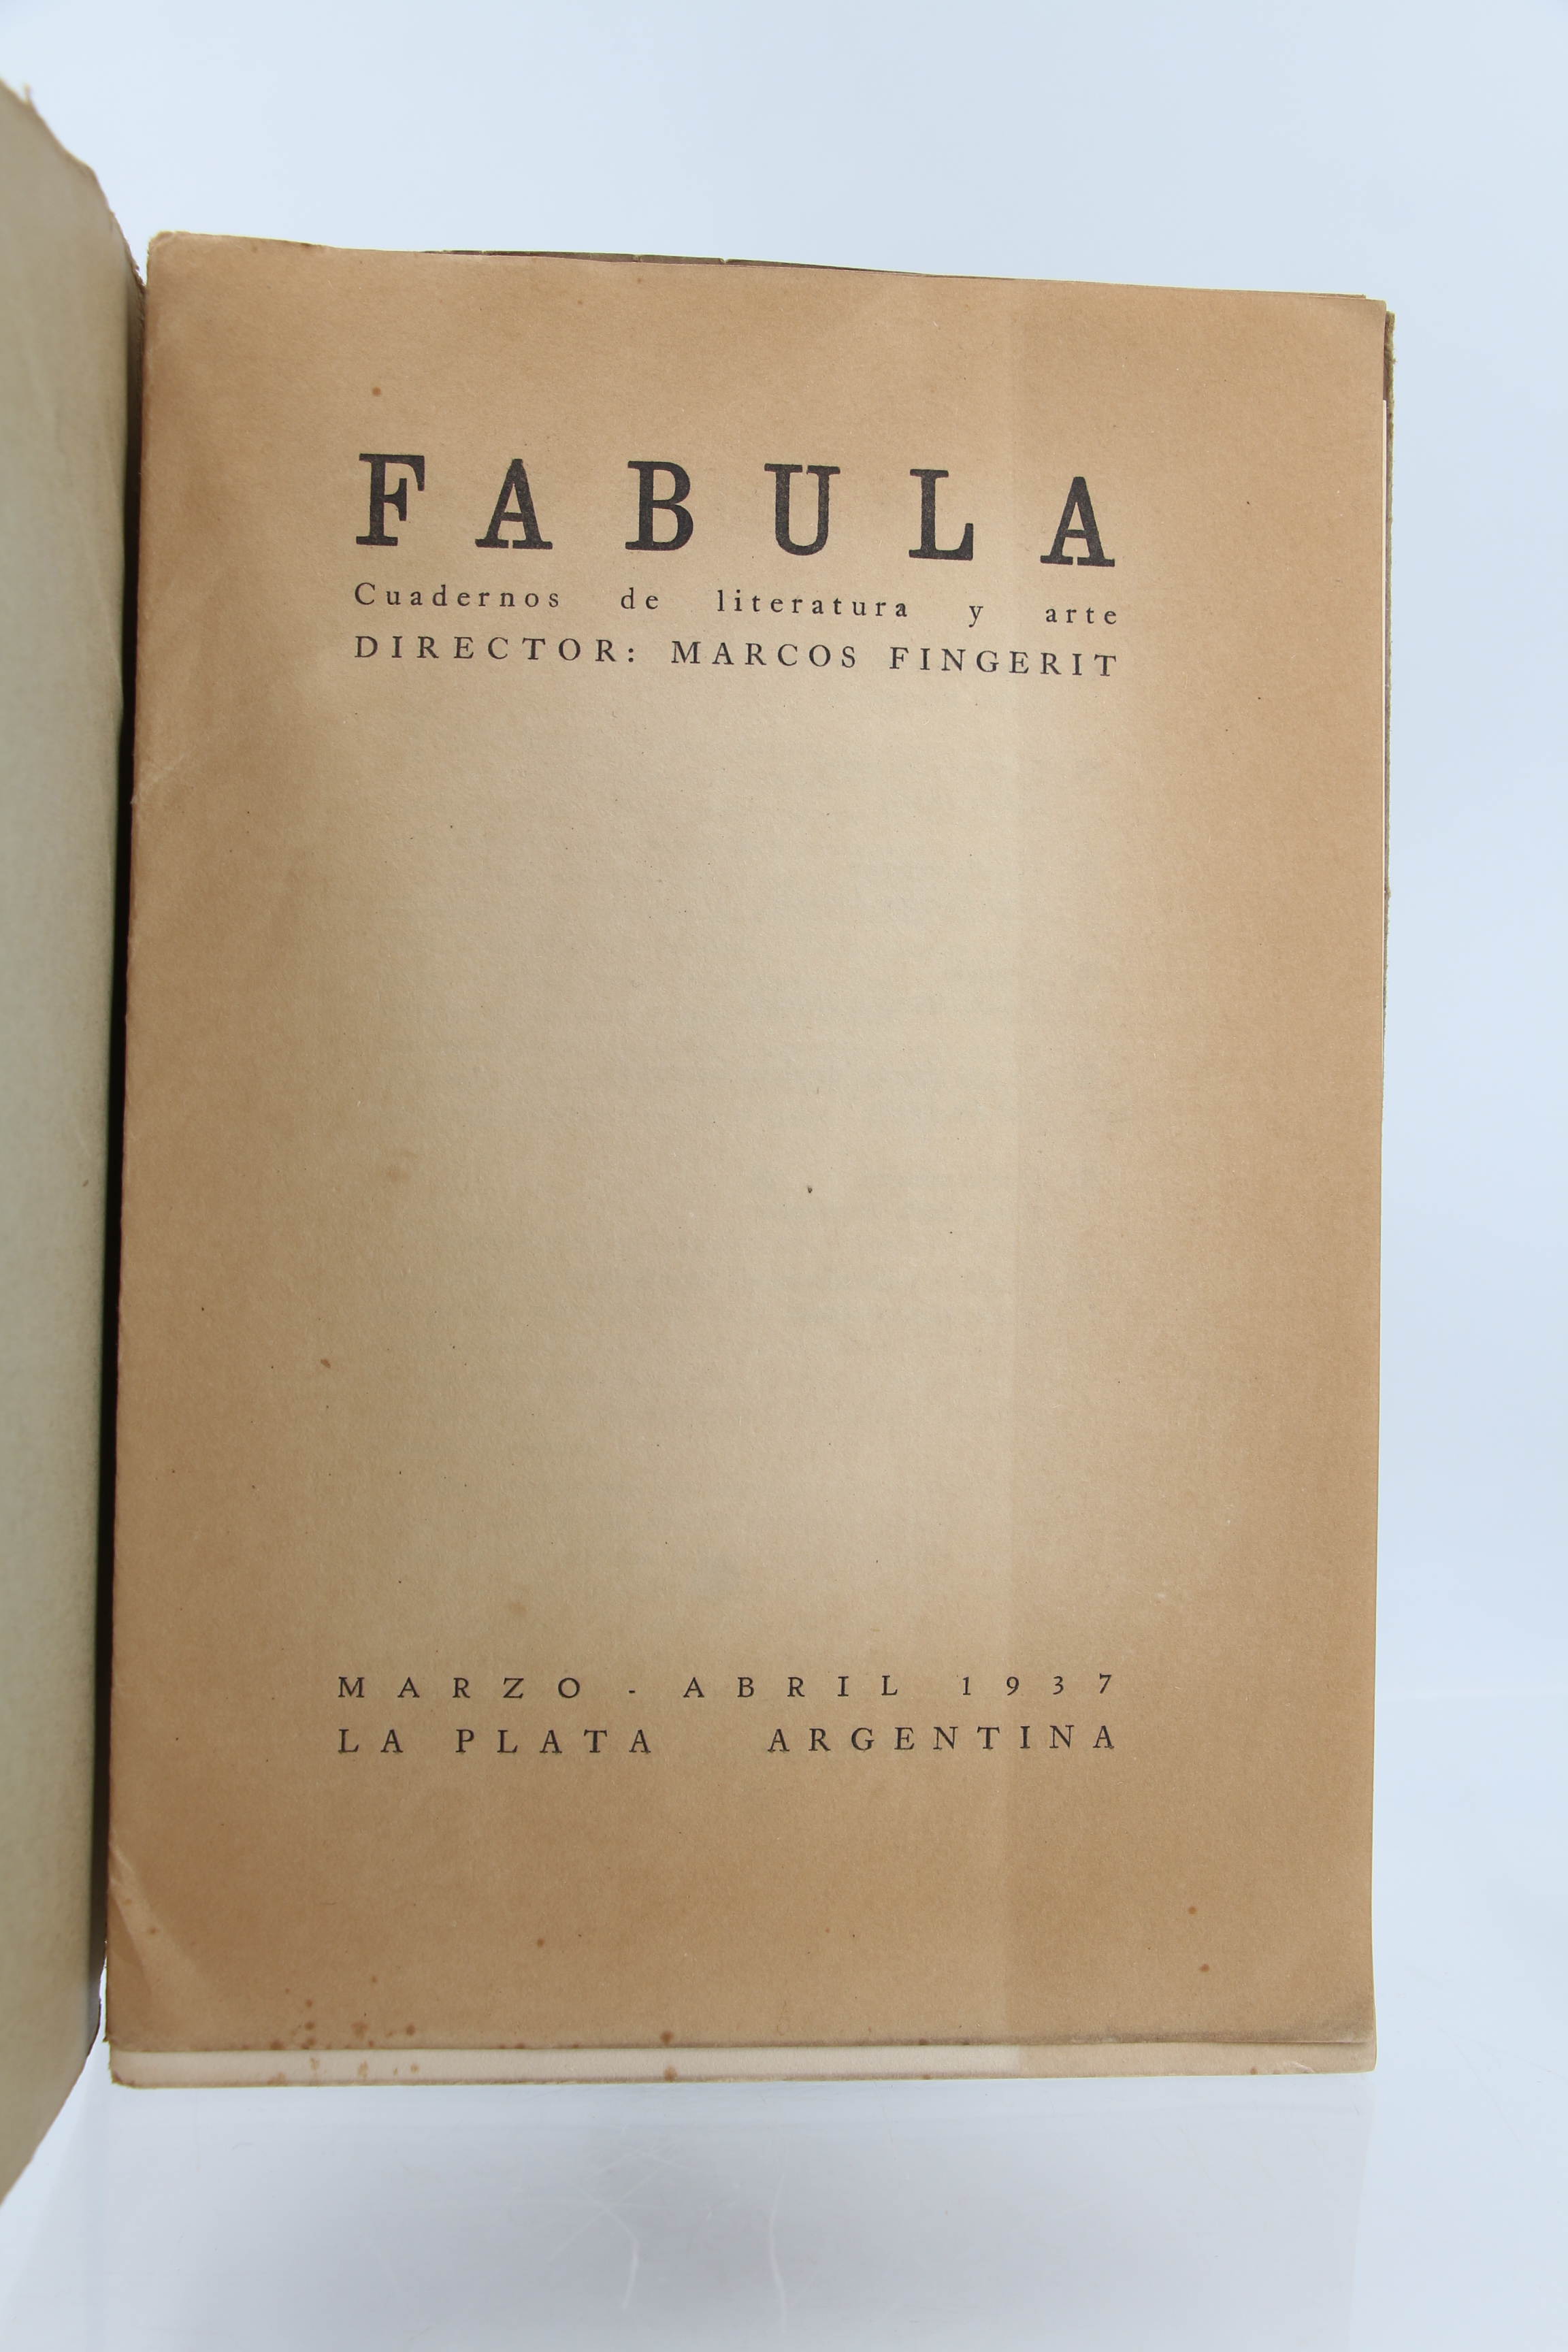 FABULA
Cuadernos de literatura y arte
DIRECTOR: MARCOS FINGERIT
MARZO - ABRIL 1937
LA PLATA ARGENTINA